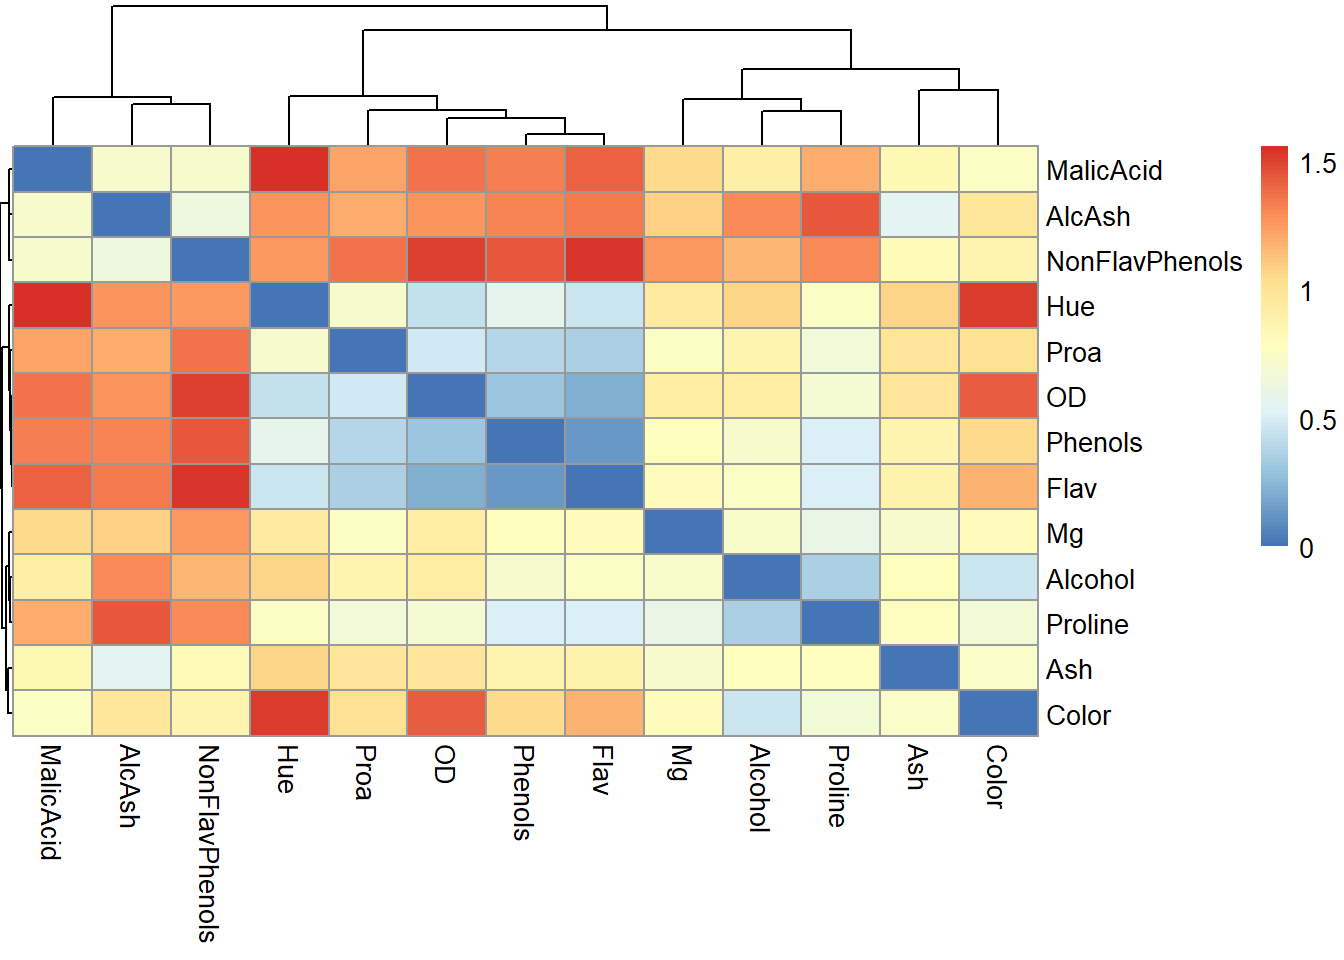 MalicAcid
AlcAsh
NonFlavPhenols
Hue
Proa
OD
Phenols
Flav
Mg
Alcohol
Proline
Ash
Color
1.5
1
0.5
0
MalicAcid
AlcAsh
NonFlavPhenols
Hue
Proa
OD
Phenols
Flav
Mg
Alcohol
Proline
Ash
Color